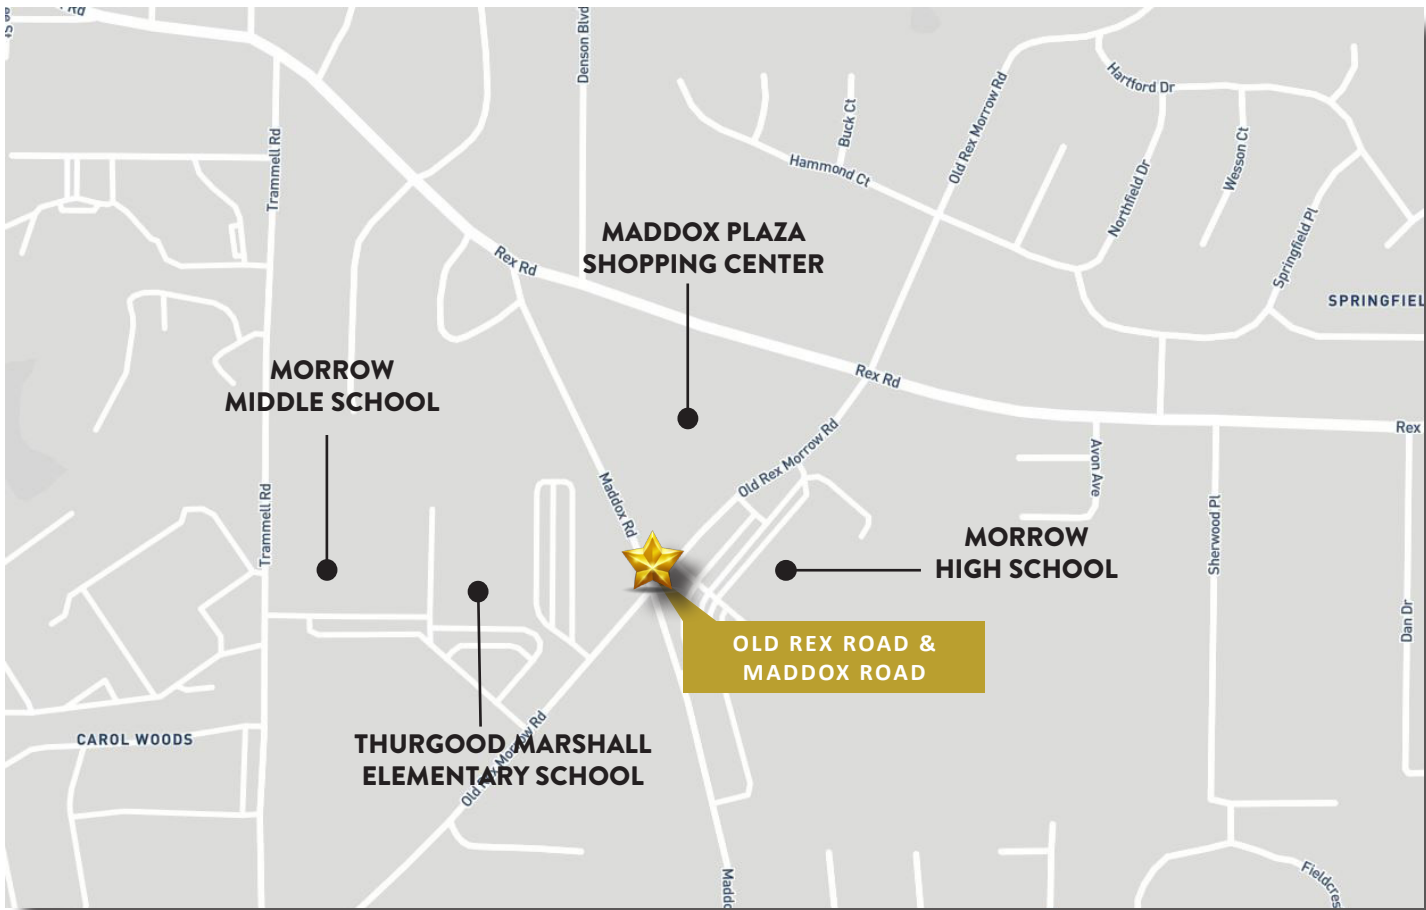 Rd
Denson Blvd
Hartford Dr
Old Rex Morrow Rd
Buck Ct
Trammell Rd
Hammond Ct
Wesson Ct
Northfield Dr
Springfield Pl
MADDOX PLAZA
SHOPPING CENTER
Rex Rd
SPRINGFIEL
MORROW
MIDDLE SCHOOL
Rex Rd
Rex
Old Rex Morrow Rd
Avon Ave
Maddox Rd
Trammell Rd
Sherwood Pl
MORROW
HIGH SCHOOL
Dan Dr
OLD REX ROAD &
MADDOX ROAD
CAROL WOODS
THURGOOD MARSHALL
ELEMENTARY SCHOOL
Old Rex Morrow Rd
Maddo
Fieldcres